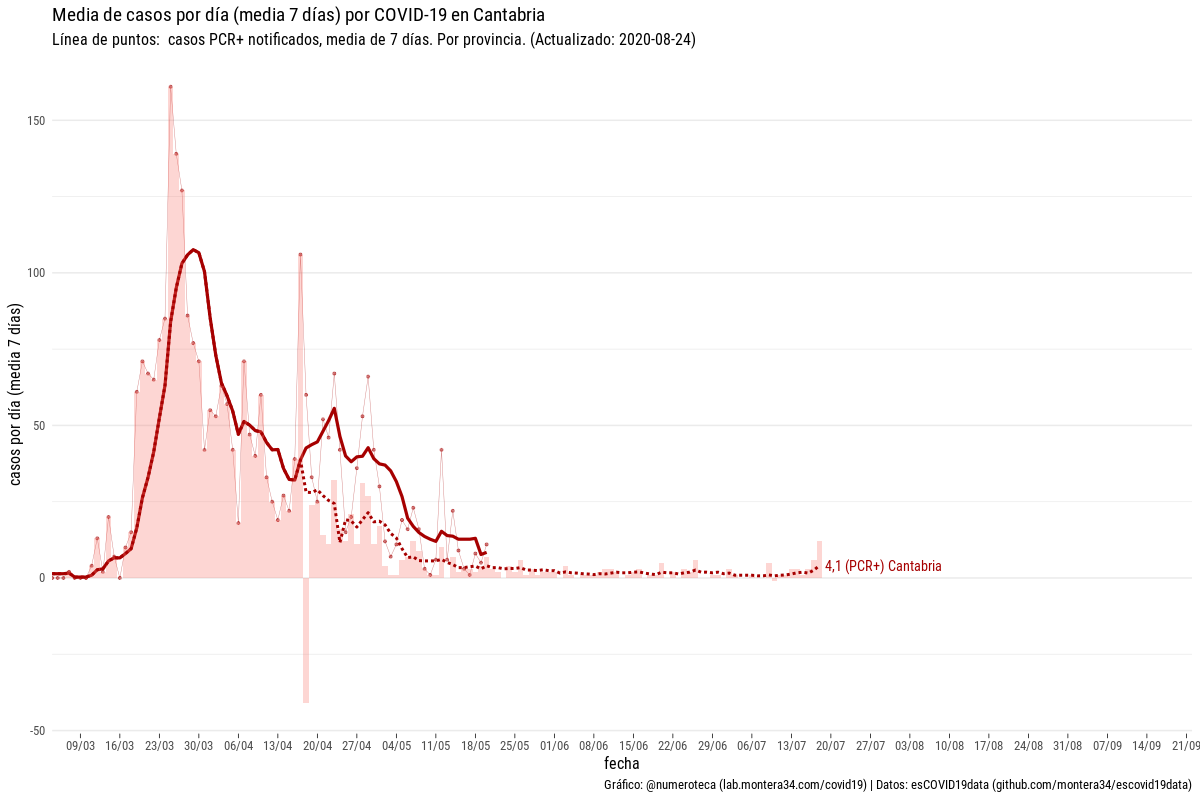 Media de casos por día (media 7 días) por COVID-19 en Cantabria
Línea de puntos:  casos PCR+ notificados, media de 7 días. Por provincia. (Actualizado: 2020-08-24)
casos por día (media 7 días)
150
100
50
0
-50
4,1 (PCR+) Cantabria
09/03 16/03 23/03 30/03 06/04 13/04 20/04 27/04 04/05 11/05 18/05 25/05 01/06 08/06 15/06 22/06 29/06 06/07 13/07 20/07 27/07 03/08 10/08 17/08 24/08 31/08 07/09 14/09 21/09
fecha
Gráfico: @numeroteca (lab.montera34.com/covid19) | Datos: esCOVID19data (github.com/montera34/escovid19data)